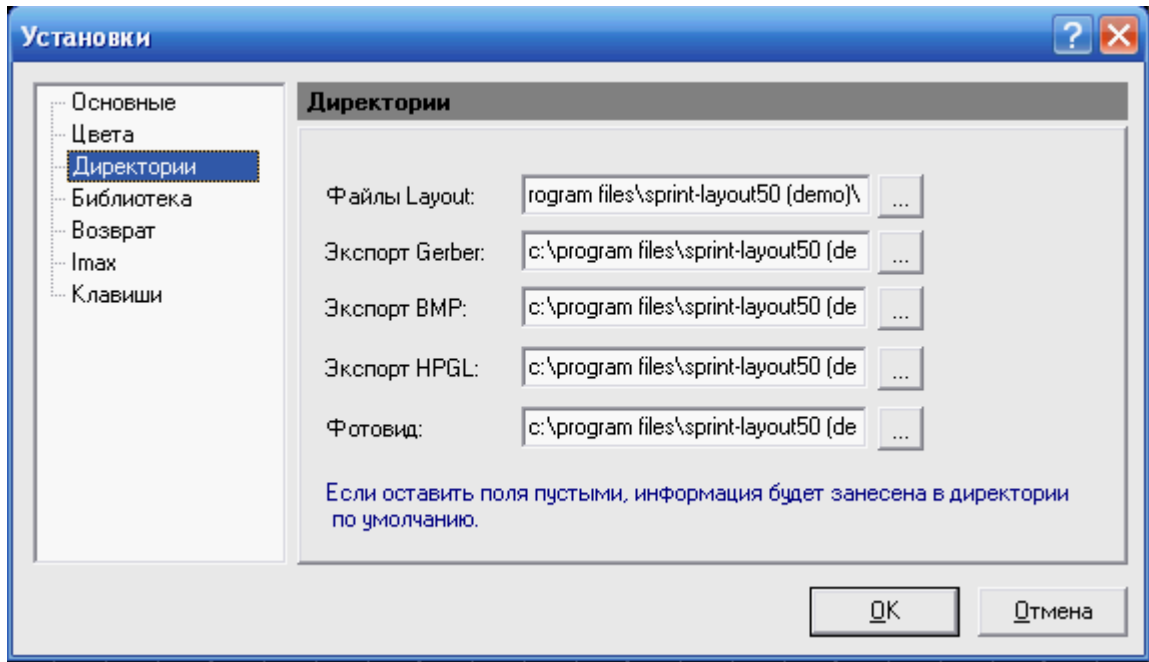 Установки
Основные
Цвета
Директории
Библиотека
Возврат
Imax
Клавиши
Директории
Файлы Layout: rogram files\sprint-layout50 (demo)\ ...
Экспорт Gerber: c:\program files\sprint-layout50 (de ...
Экспорт BMP: c:\program files\sprint-layout50 (de ...
Экспорт HPGL: c:\program files\sprint-layout50 (de ...
Фотовид: c:\program files\sprint-layout50 (de ...
Если оставить поля пустыми, информация будет занесена в директории
по умолчанию.
OK Отмена